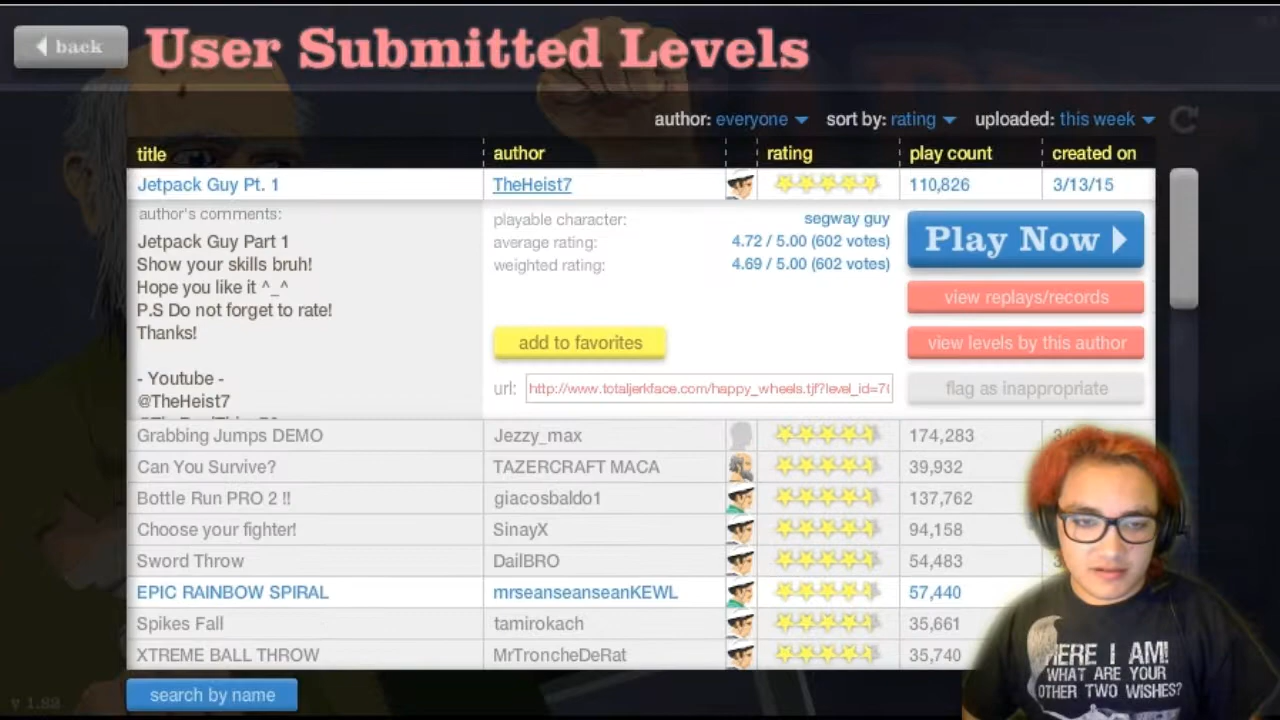 back
User Submitted Levels
author: everyone sort by: rating uploaded: this week
title author rating play count created on
Jetpack Guy Pt. 1 TheHeist7 110,826 3/13/15
author's comments:
Jetpack Guy Part 1
Show your skills bruh!
Hope you like it ^_^
P.S Do not forget to rate!
Thanks!
- Youtube -
@TheHeist7
playable character: segway guy
average rating: 4.72 / 5.00 (602 votes)
weighted rating: 4.69 / 5.00 (602 votes)
add to favorites
url: http://www.totaljerkface.com/happy_wheels.tjf?level_id=7(
Play Now
view replays/records
view levels by this author
flag as inappropriate
Grabbing Jumps DEMO Jezzy_max 174,283
Can You Survive? TAZERCRAFT MACA 39,932
Bottle Run PRO 2 !! giacosbaldo1 137,762
Choose your fighter! SinayX 94,158
Sword Throw DailBRO 54,483
EPIC RAINBOW SPIRAL mrseanseanseanKEWL 57,440
Spikes Fall tamirokach 35,661
XTREME BALL THROW MrTroncheDeRat 35,740
search by name
v 1.88
HERE I AM!
WHAT ARE YOUR
OTHER TWO WISHES?